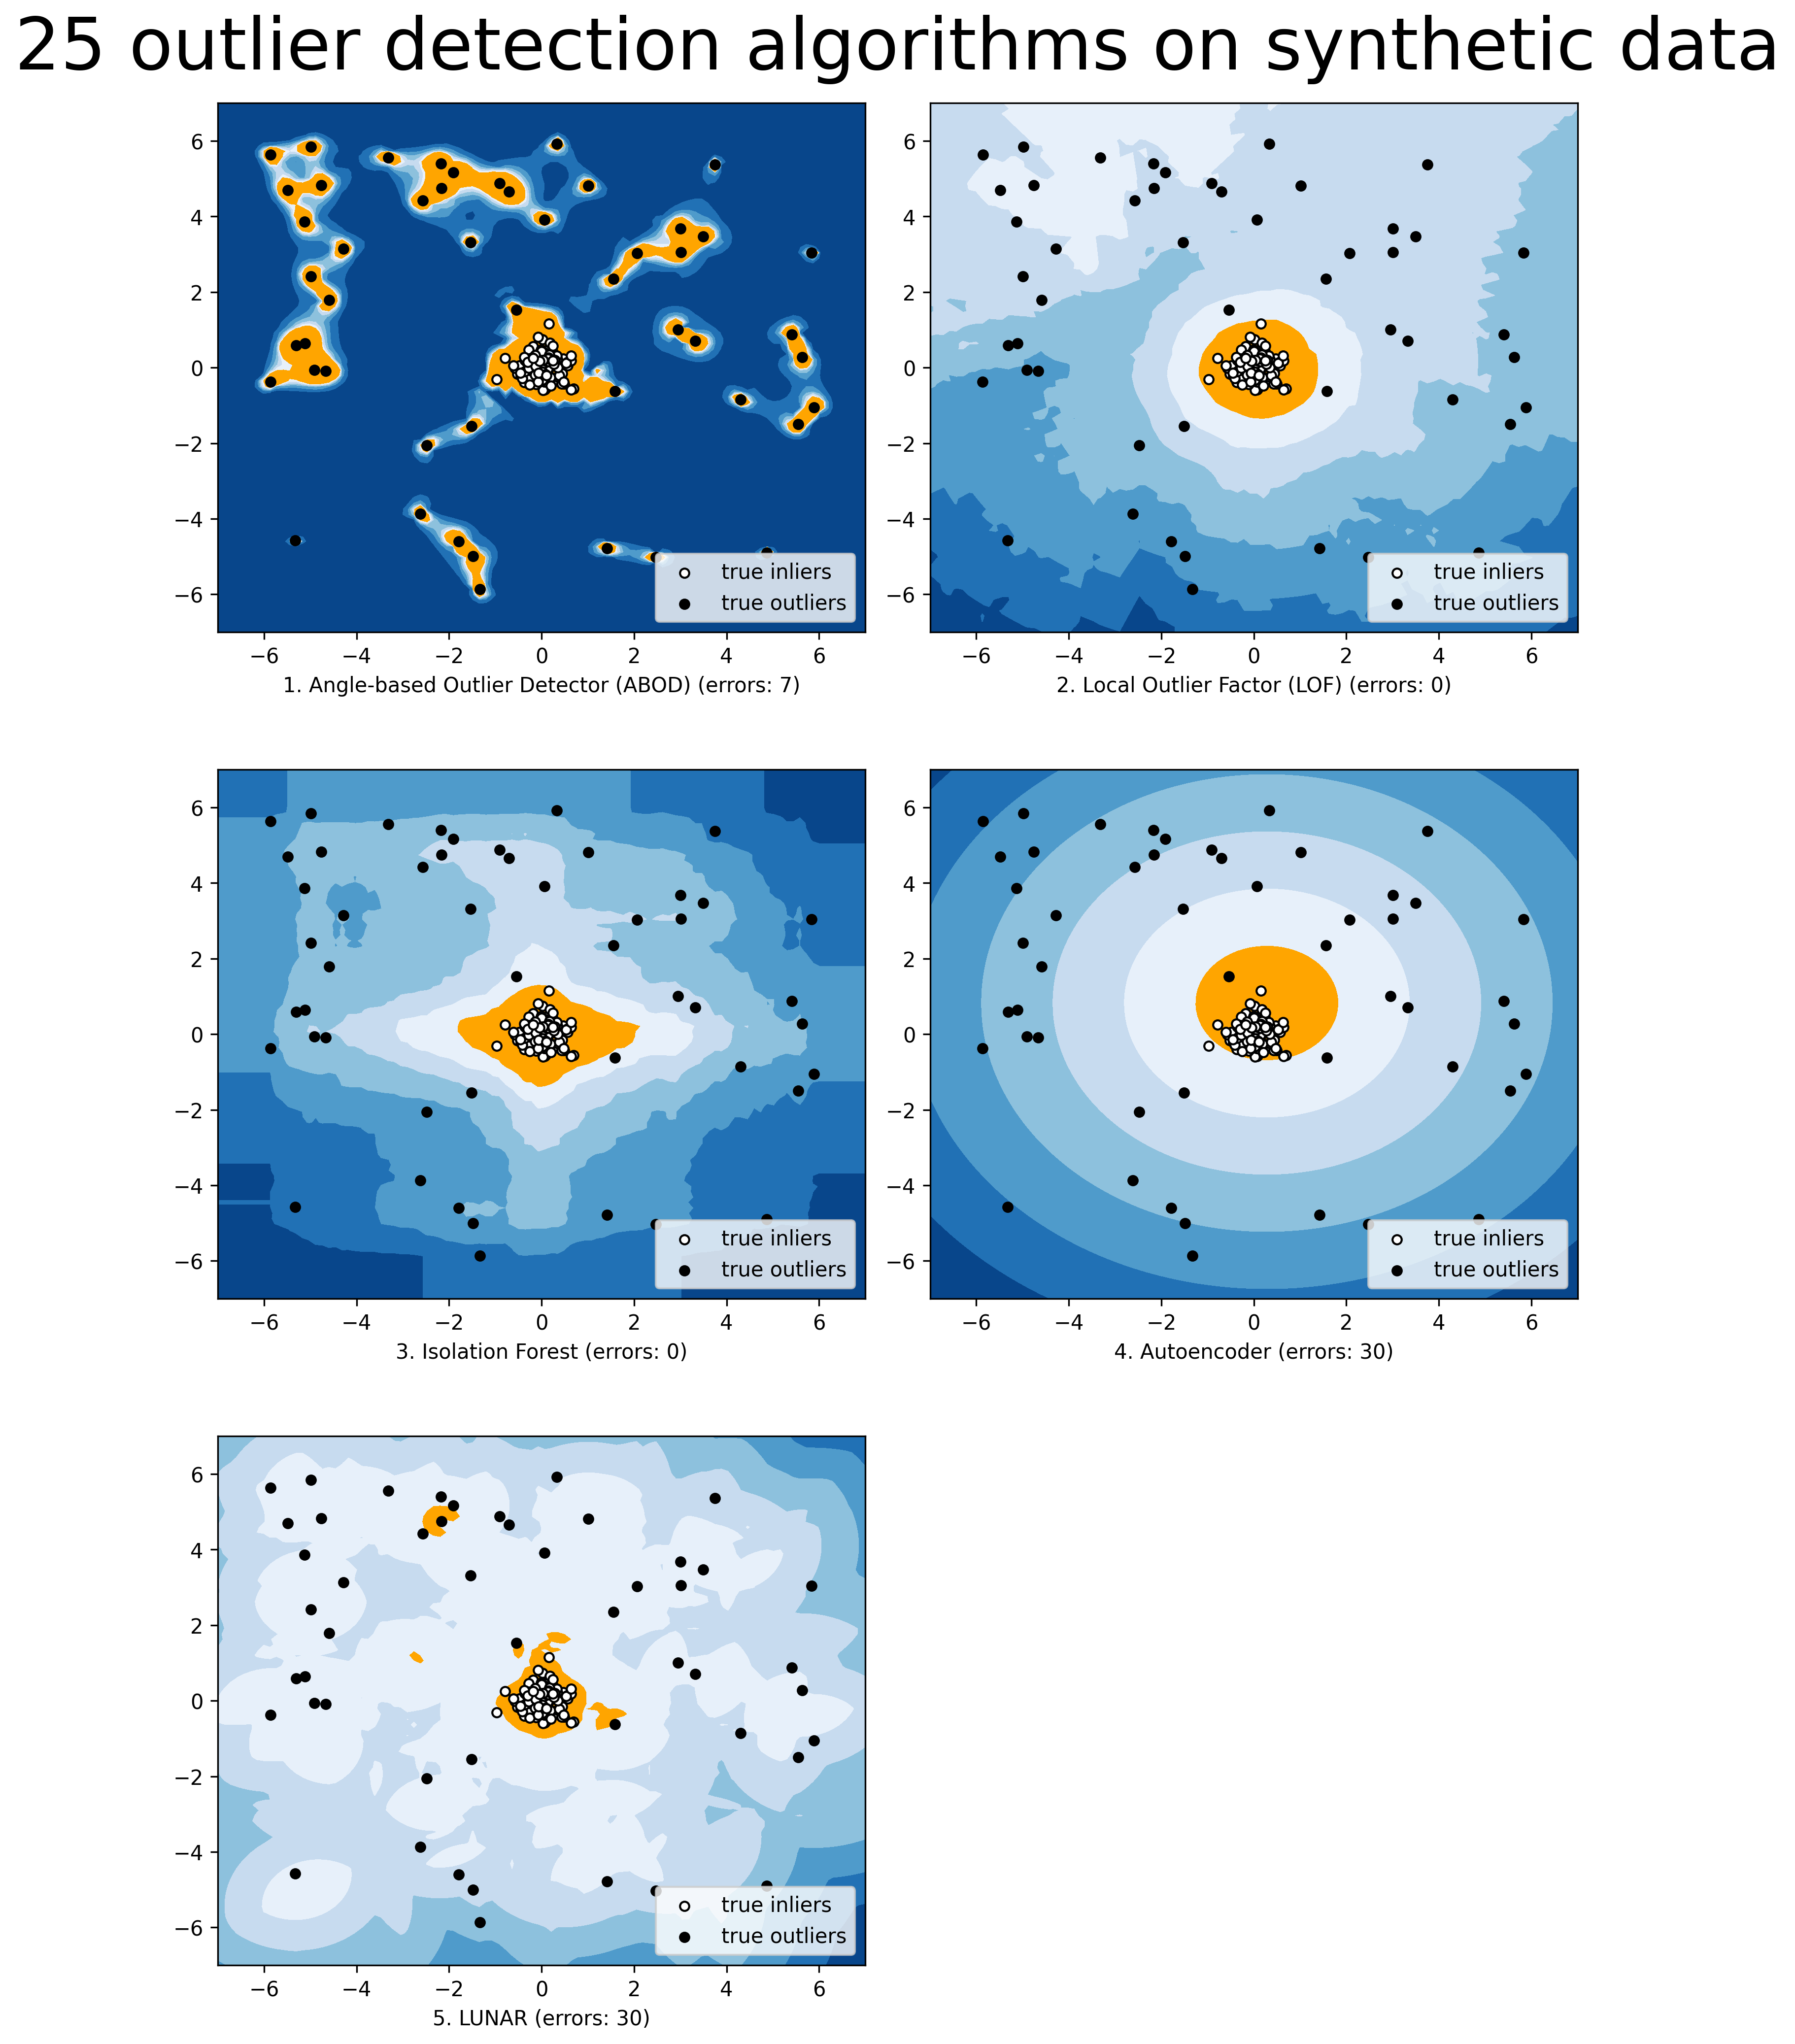 25 outlier detection algorithms on synthetic data
6
4
2
0
−2
−4
−6
−6 −4 −2 0 2 4 6
true inliers
true outliers
1. Angle-based Outlier Detector (ABOD) (errors: 7)
6
4
2
0
−2
−4
−6
−6 −4 −2 0 2 4 6
true inliers
true outliers
2. Local Outlier Factor (LOF) (errors: 0)
6
4
2
0
−2
−4
−6
−6 −4 −2 0 2 4 6
true inliers
true outliers
3. Isolation Forest (errors: 0)
6
4
2
0
−2
−4
−6
−6 −4 −2 0 2 4 6
true inliers
true outliers
4. Autoencoder (errors: 30)
6
4
2
0
−2
−4
−6
−6 −4 −2 0 2 4 6
true inliers
true outliers
5. LUNAR (errors: 30)